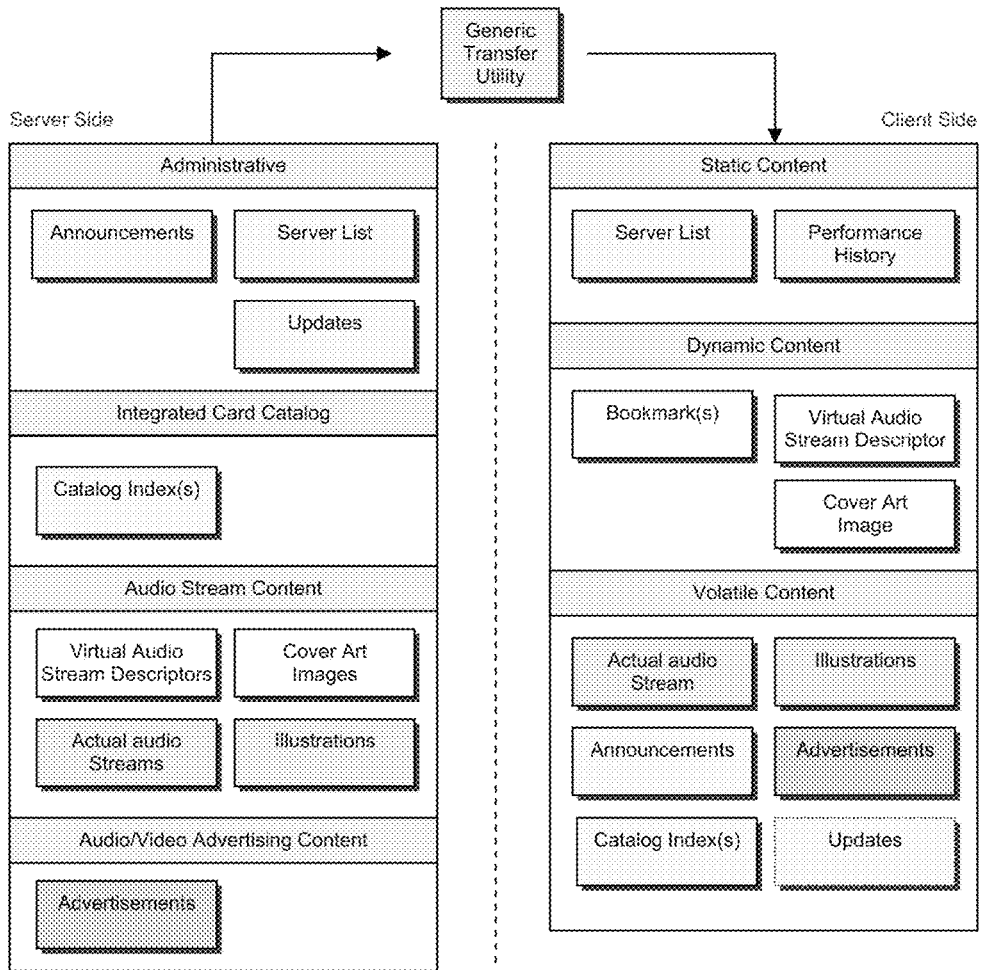 Generic
Transfer
Utility
Server Side
Client Side
Administrative
Announcements
Server List
Updates
Integrated Card Catalog
Catalog Index(s)
Audio Stream Content
Virtual Audio
Stream Descriptors
Cover Art
Images
Actual audio
Streams
Illustrations
Audio/Video Advertising Content
Advertisements
Static Content
Server List
Performance
History
Dynamic Content
Bookmark(s)
Virtual Audio
Stream Descriptor
Cover Art
Image
Volatile Content
Actual audio
Stream
Illustrations
Announcements
Advertisements
Catalog Index(s)
Updates